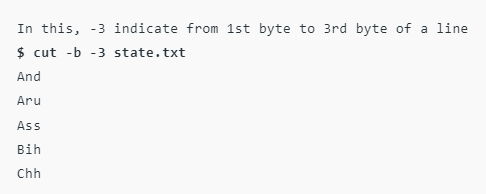 In this, -3 indicate from 1st byte to 3rd byte of a line
$ cut -b -3 state.txt
And
Aru
Ass
Bih
Chh